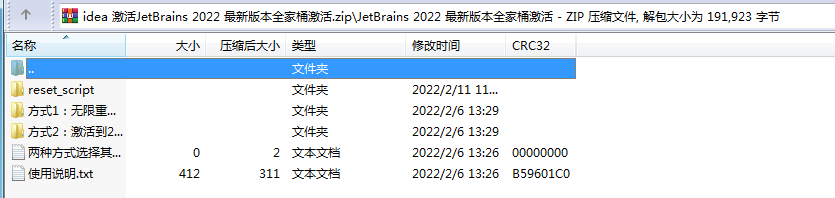 idea 激活JetBrains 2022 最新版本全家桶激活.zip\JetBrains 2022 最新版本全家桶激活 - ZIP 压缩文件, 解包大小为 191,923 字节
名称 大小 压缩后大小 类型 修改时间 CRC32
.. 文件夹
reset_script 文件夹 2022/2/11 11...
方式1：无限重... 文件夹 2022/2/6 13:29
方式2：激活到2... 文件夹 2022/2/6 13:29
两种方式选择其... 0 2 文本文档 2022/2/6 13:26 00000000
使用说明.txt 412 311 文本文档 2022/2/6 13:26 B59601C0